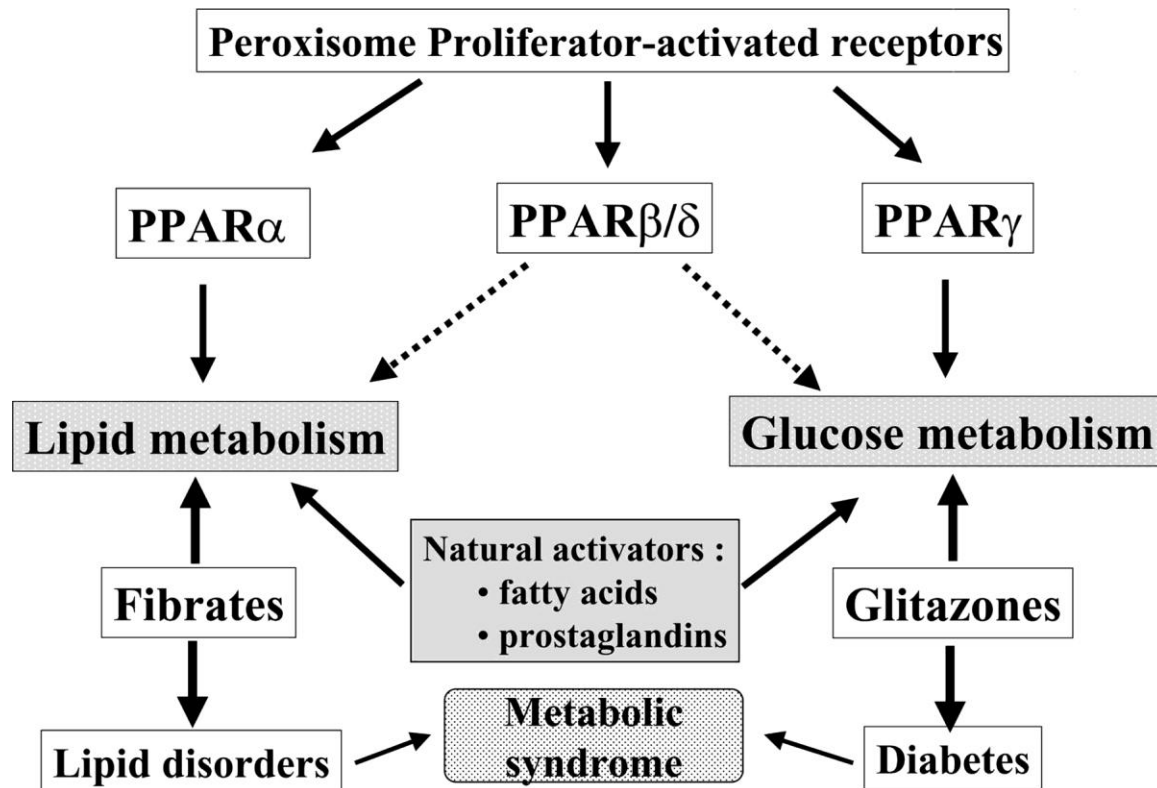 Peroxisome Proliferator-activated receptors
PPARα
PPARβ/δ
PPARγ
Lipid metabolism
Glucose metabolism
Natural activators :
• fatty acids
• prostaglandins
Fibrates
Glitazones
Metabolic
syndrome
Lipid disorders
Diabetes